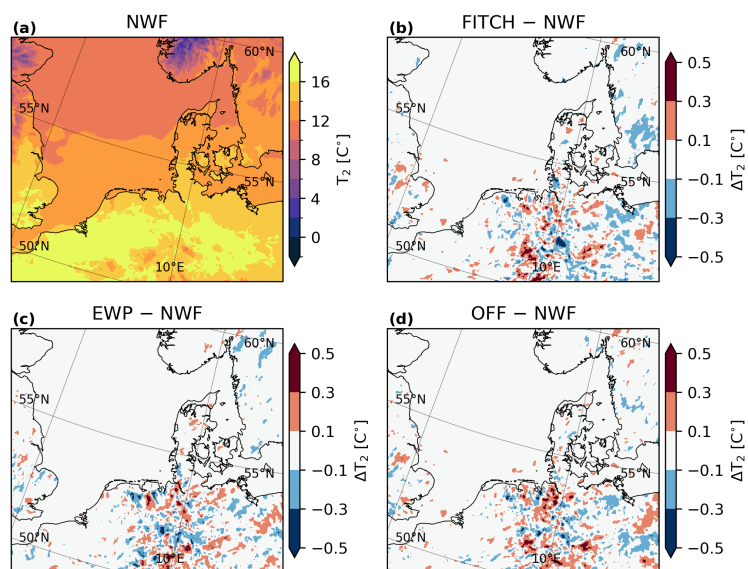 (a) NWF
60°N
55°N
55°N
50°N
10°E
16
12
8
4
0
T2 [C°]
(b) FITCH − NWF
60°N
55°N
55°N
50°N
10°E
0.5
0.3
0.1
−0.1
−0.3
−0.5
ΔT2 [C°]
(c) EWP − NWF
60°N
55°N
55°N
50°N
10°E
0.5
0.3
0.1
−0.1
−0.3
−0.5
ΔT2 [C°]
(d) OFF − NWF
60°N
55°N
55°N
50°N
10°E
0.5
0.3
0.1
−0.1
−0.3
−0.5
ΔT2 [C°]